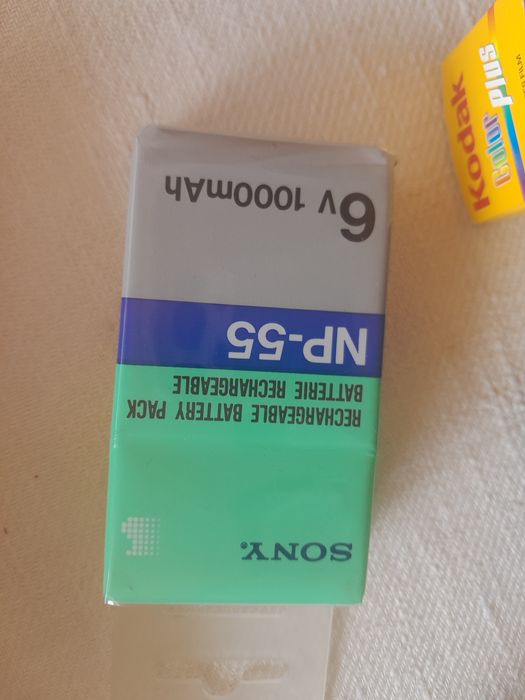 SONY.
RECHARGEABLE BATTERY PACK
BATTERIE RECHARGEABLE
NP-55
6V 1000mAh
Kodak
Color Plus